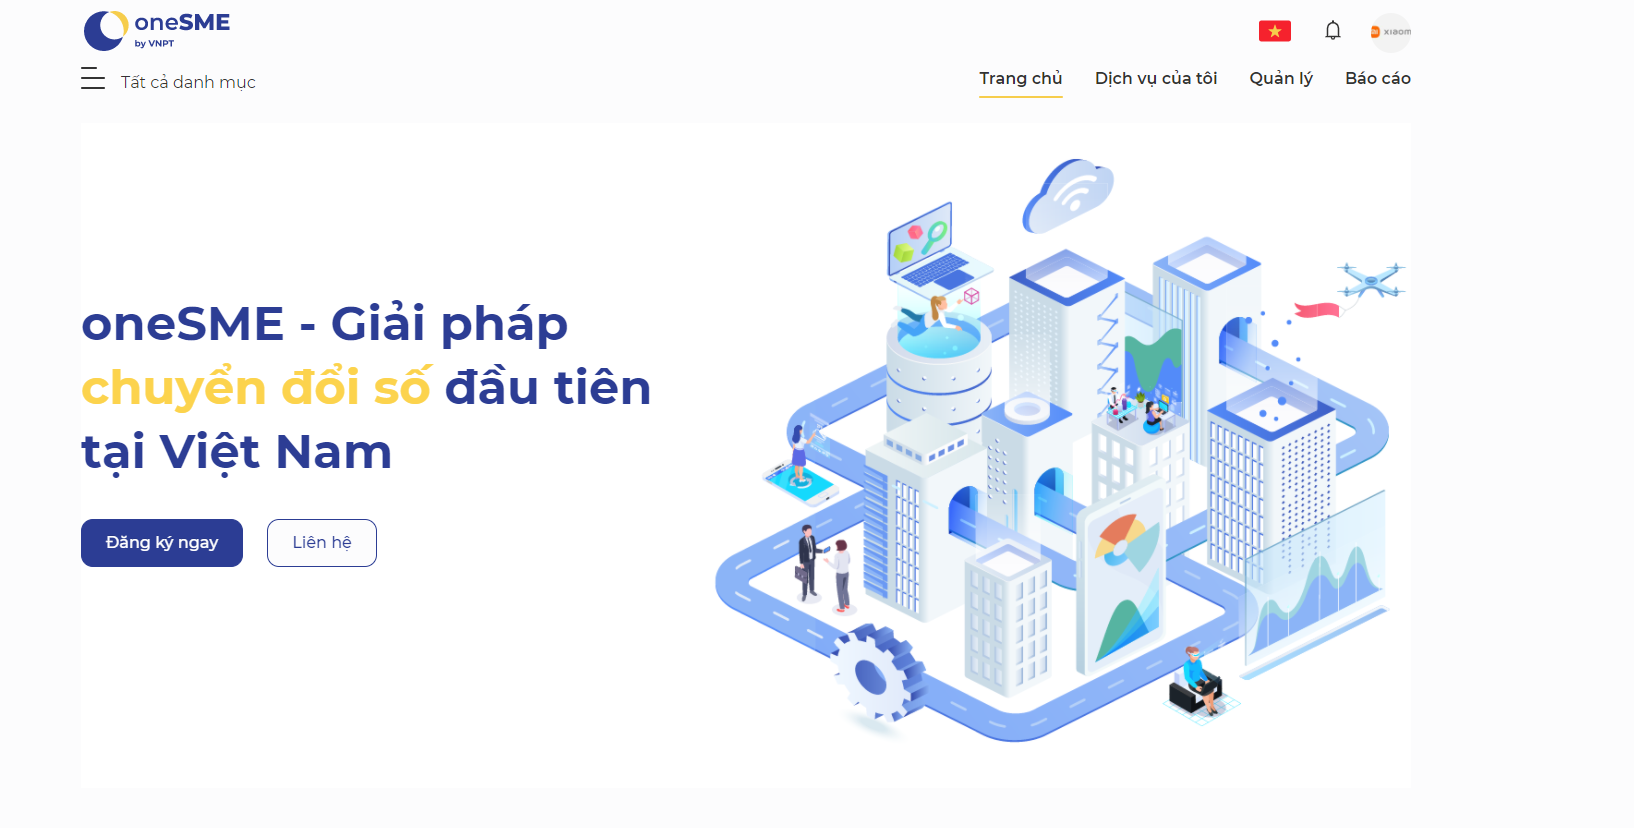 oneSME
by VNPT
xiaom
Tất cả danh mục
Trang chủ
Dịch vụ của tôi
Quản lý
Báo cáo
oneSME - Giải pháp
chuyển đổi số đầu tiên
tại Việt Nam
Đăng ký ngay
Liên hệ